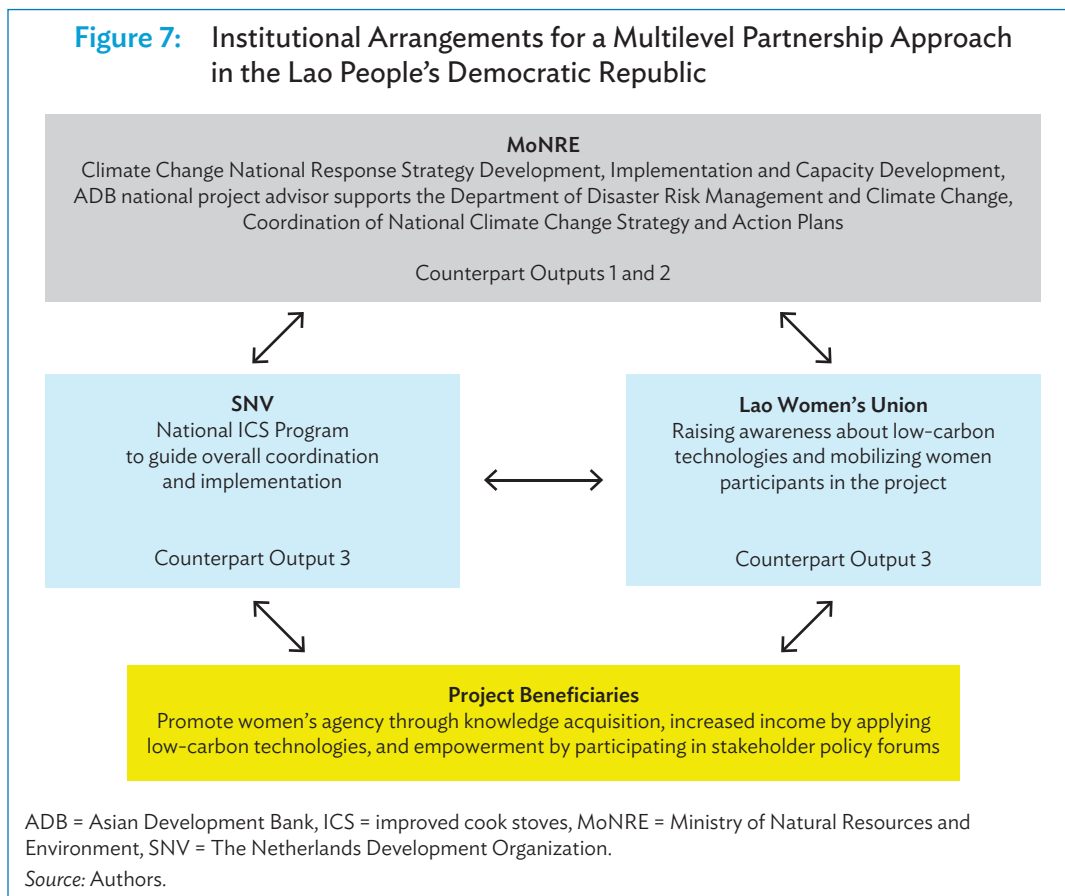 Figure 7: Institutional Arrangements for a Multilevel Partnership Approach
in the Lao People’s Democratic Republic
MoNRE
Climate Change National Response Strategy Development, Implementation and Capacity Development,
ADB national project advisor supports the Department of Disaster Risk Management and Climate Change,
Coordination of National Climate Change Strategy and Action Plans
Counterpart Outputs 1 and 2
SNV
National ICS Program
to guide overall coordination
and implementation
Counterpart Output 3
Lao Women’s Union
Raising awareness about low-carbon
technologies and mobilizing women
participants in the project
Counterpart Output 3
Project Beneficiaries
Promote women’s agency through knowledge acquisition, increased income by applying
low-carbon technologies, and empowerment by participating in stakeholder policy forums
ADB = Asian Development Bank, ICS = improved cook stoves, MoNRE = Ministry of Natural Resources and
Environment, SNV = The Netherlands Development Organization.
Source: Authors.